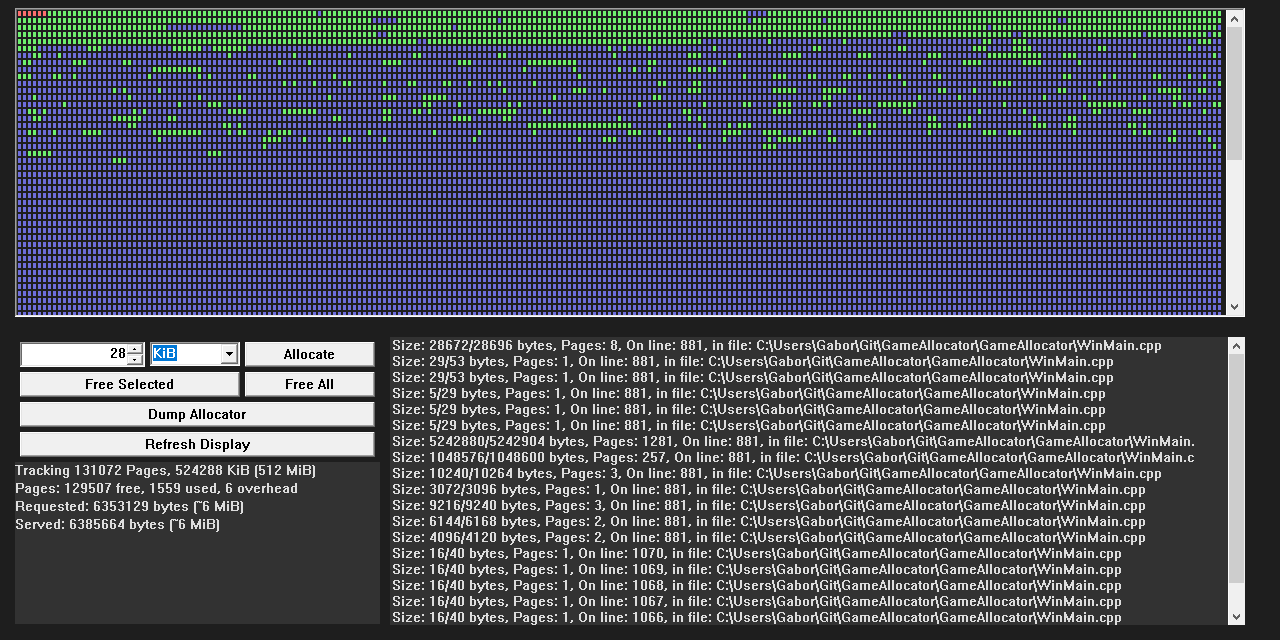 28 KiB Allocate
Free Selected Free All
Dump Allocator
Refresh Display
Tracking 131072 Pages, 524288 KiB (512 MiB)
Pages: 129507 free, 1559 used, 6 overhead
Requested: 6353129 bytes (~6 MiB)
Served: 6385664 bytes (~6 MiB)
Size: 28672/28696 bytes, Pages: 8, On line: 881, in file: C:\Users\Gabor\Git\GameAllocator\GameAllocator\WinMain.cpp
Size: 29/53 bytes, Pages: 1, On line: 881, in file: C:\Users\Gabor\Git\GameAllocator\GameAllocator\WinMain.cpp
Size: 29/53 bytes, Pages: 1, On line: 881, in file: C:\Users\Gabor\Git\GameAllocator\GameAllocator\WinMain.cpp
Size: 5/29 bytes, Pages: 1, On line: 881, in file: C:\Users\Gabor\Git\GameAllocator\GameAllocator\WinMain.cpp
Size: 5/29 bytes, Pages: 1, On line: 881, in file: C:\Users\Gabor\Git\GameAllocator\GameAllocator\WinMain.cpp
Size: 5/29 bytes, Pages: 1, On line: 881, in file: C:\Users\Gabor\Git\GameAllocator\GameAllocator\WinMain.cpp
Size: 5242880/5242904 bytes, Pages: 1281, On line: 881, in file: C:\Users\Gabor\Git\GameAllocator\GameAllocator\WinMain.
Size: 1048576/1048600 bytes, Pages: 257, On line: 881, in file: C:\Users\Gabor\Git\GameAllocator\GameAllocator\WinMain.c
Size: 10240/10264 bytes, Pages: 3, On line: 881, in file: C:\Users\Gabor\Git\GameAllocator\GameAllocator\WinMain.cpp
Size: 3072/3096 bytes, Pages: 1, On line: 881, in file: C:\Users\Gabor\Git\GameAllocator\GameAllocator\WinMain.cpp
Size: 9216/9240 bytes, Pages: 3, On line: 881, in file: C:\Users\Gabor\Git\GameAllocator\GameAllocator\WinMain.cpp
Size: 6144/6168 bytes, Pages: 2, On line: 881, in file: C:\Users\Gabor\Git\GameAllocator\GameAllocator\WinMain.cpp
Size: 4096/4120 bytes, Pages: 2, On line: 881, in file: C:\Users\Gabor\Git\GameAllocator\GameAllocator\WinMain.cpp
Size: 16/40 bytes, Pages: 1, On line: 1070, in file: C:\Users\Gabor\Git\GameAllocator\GameAllocator\WinMain.cpp
Size: 16/40 bytes, Pages: 1, On line: 1069, in file: C:\Users\Gabor\Git\GameAllocator\GameAllocator\WinMain.cpp
Size: 16/40 bytes, Pages: 1, On line: 1068, in file: C:\Users\Gabor\Git\GameAllocator\GameAllocator\WinMain.cpp
Size: 16/40 bytes, Pages: 1, On line: 1067, in file: C:\Users\Gabor\Git\GameAllocator\GameAllocator\WinMain.cpp
Size: 16/40 bytes, Pages: 1, On line: 1066, in file: C:\Users\Gabor\Git\GameAllocator\GameAllocator\WinMain.cpp